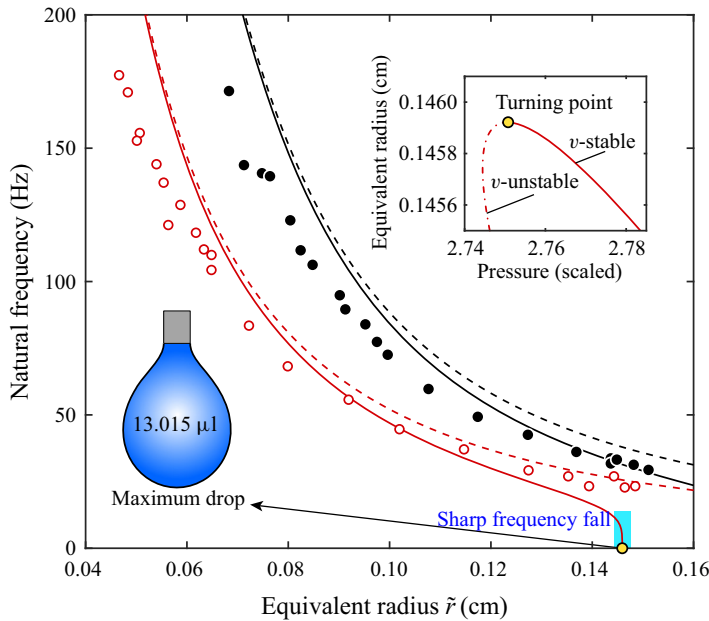 200
150
100
50
0
Natural frequency (Hz)
0.04
0.06
0.08
0.10
0.12
0.14
0.16
Equivalent radius r̃ (cm)
13.015 μl
Maximum drop
Sharp frequency fall
Equivalent radius (cm)
0.1460
0.1458
0.1456
Turning point
υ-stable
υ-unstable
2.74
2.76
2.78
Pressure (scaled)